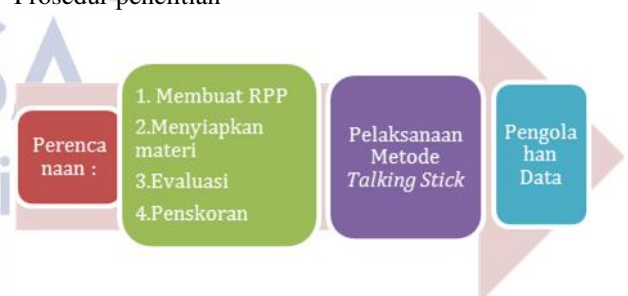 Prosedur penelitian
Perenca
naan :
1. Membuat RPP
2.Menyiapkan
materi
3.Evaluasi
4.Penskoran
Pelaksanaan
Metode
Talking Stick
Pengola
han
Data